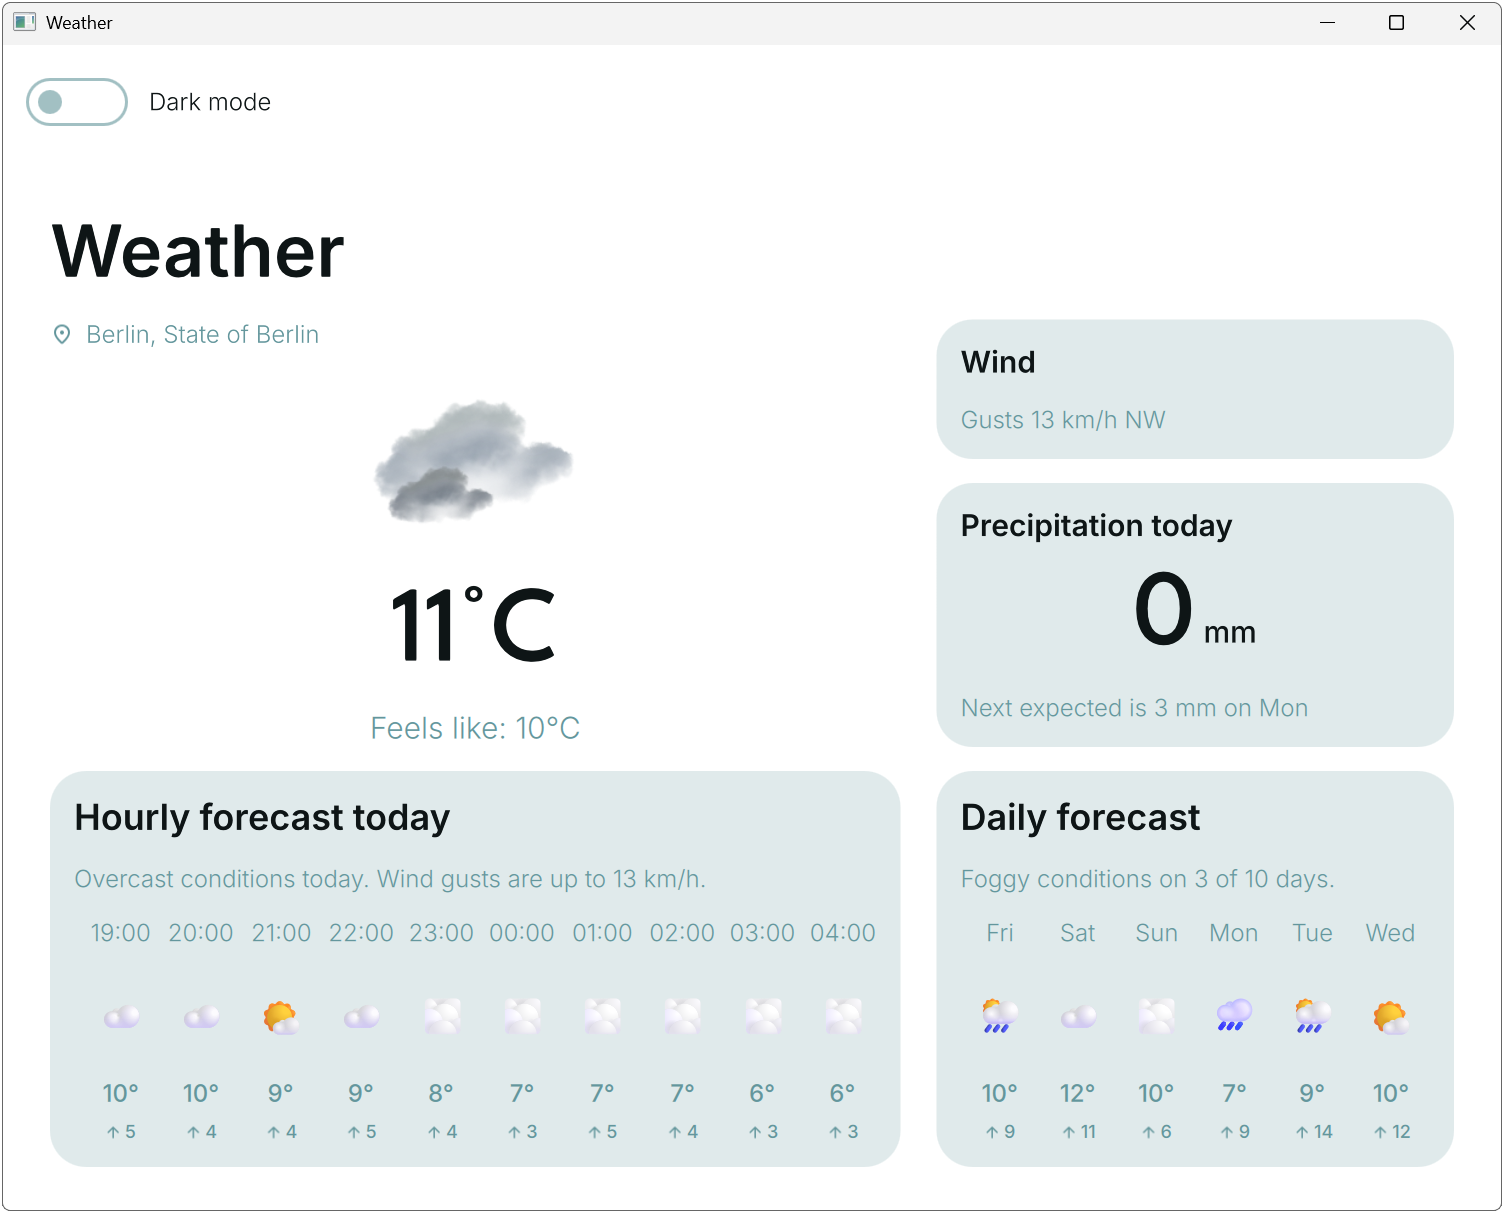 Weather
Dark mode
Weather
Berlin, State of Berlin
11°C
Feels like: 10°C
Wind
Gusts 13 km/h NW
Precipitation today
0 mm
Next expected is 3 mm on Mon
Hourly forecast today
Overcast conditions today. Wind gusts are up to 13 km/h.
19:00 20:00 21:00 22:00 23:00 00:00 01:00 02:00 03:00 04:00
10° 10° 9° 9° 8° 7° 7° 7° 6° 6°
↑ 5 ↑ 4 ↑ 4 ↑ 5 ↑ 4 ↑ 3 ↑ 5 ↑ 4 ↑ 3 ↑ 3
Daily forecast
Foggy conditions on 3 of 10 days.
Fri Sat Sun Mon Tue Wed
10° 12° 10° 7° 9° 10°
↑ 9 ↑ 11 ↑ 6 ↑ 9 ↑ 14 ↑ 12